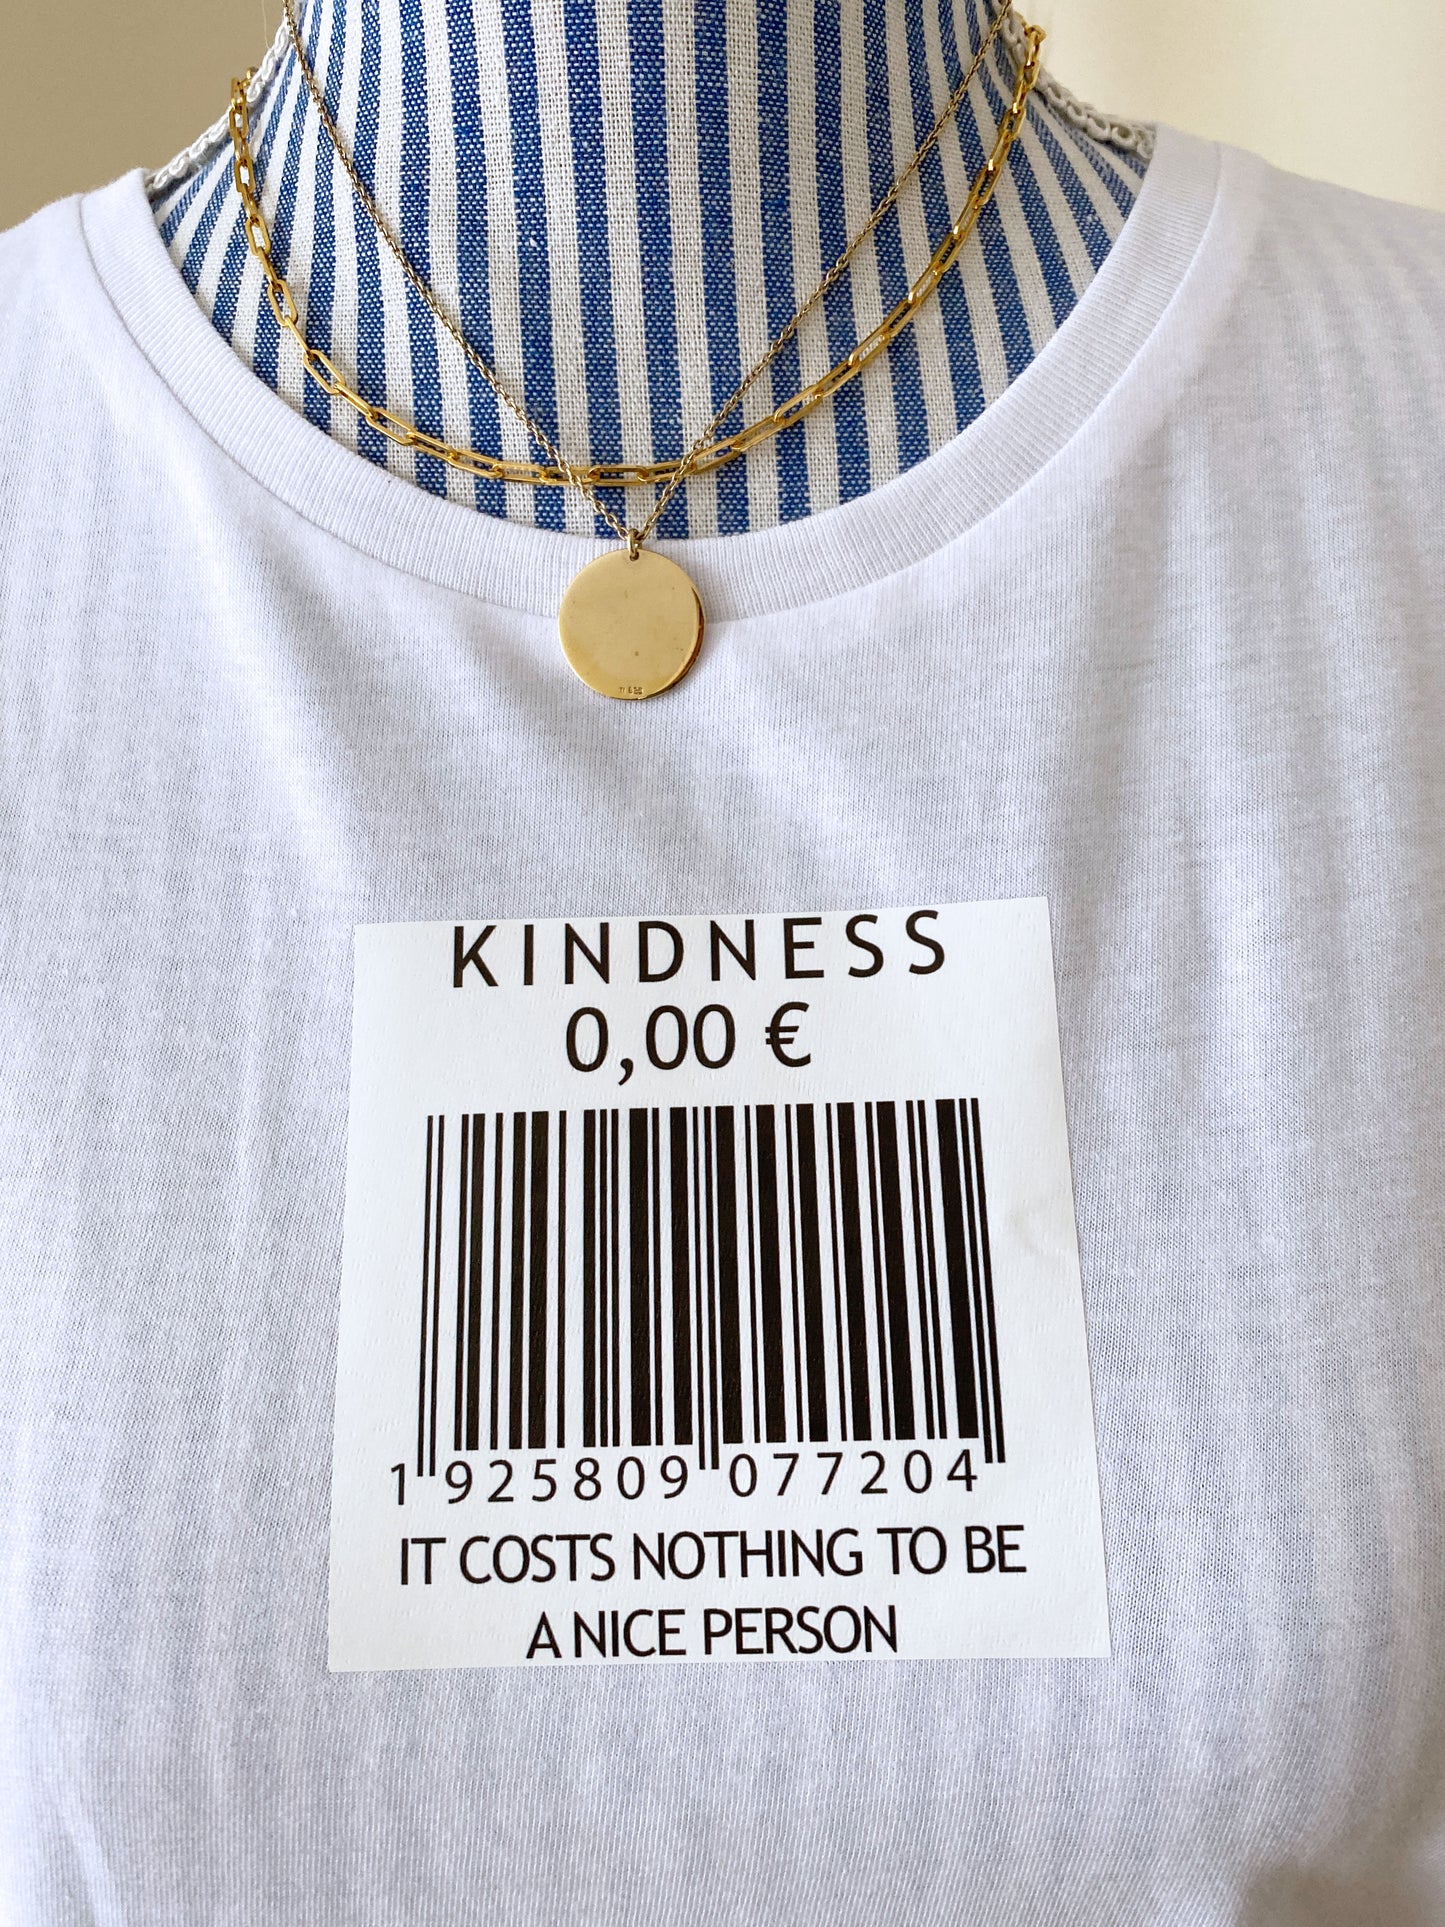 KINDNESS
0,00 €
1 925809 077204
IT COSTS NOTHING TO BE
A NICE PERSON